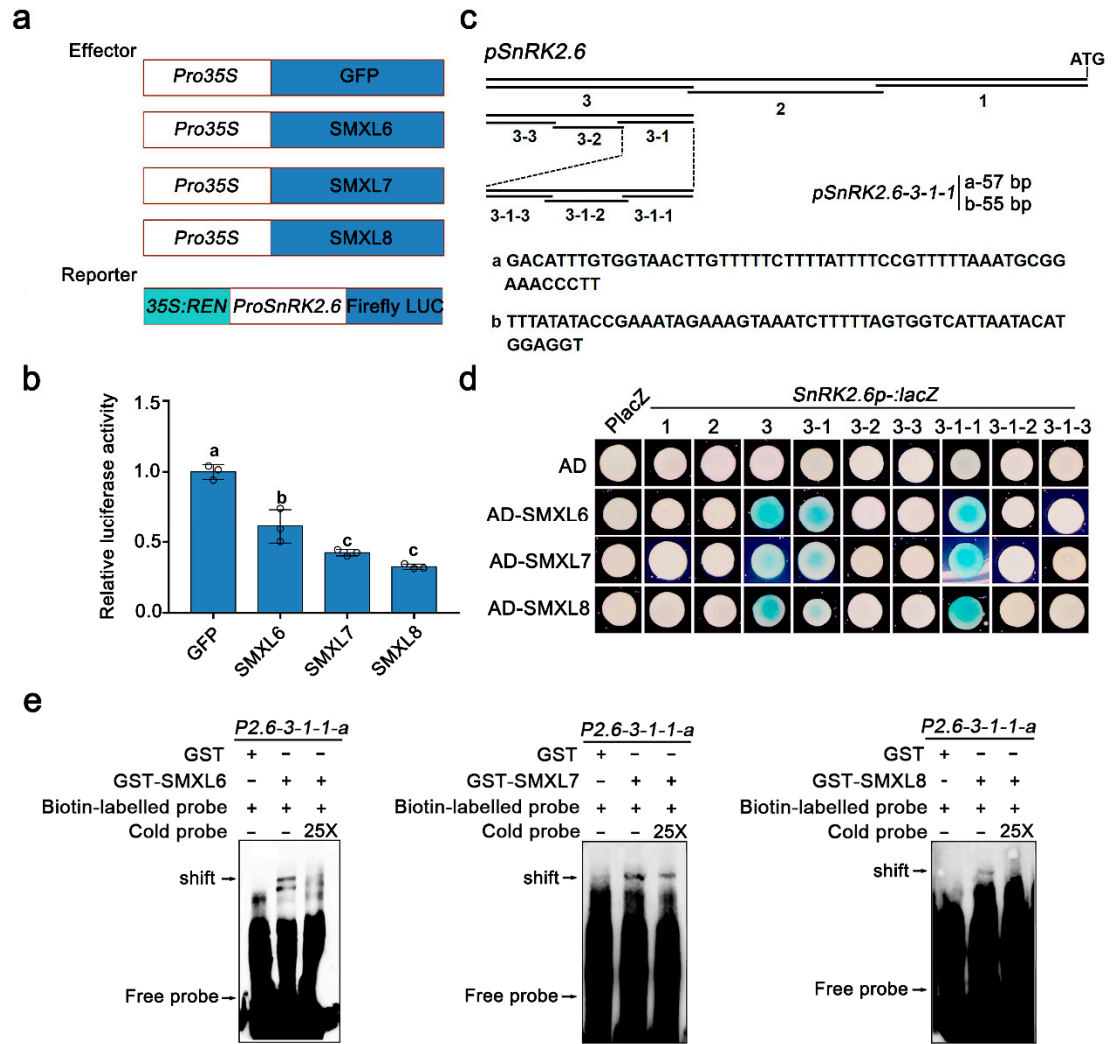 a
Effector
Pro35S GFP
Pro35S SMXL6
Pro35S SMXL7
Pro35S SMXL8
Reporter
35S:REN ProSnRK2.6 Firefly LUC
b
Relative luciferase activity
1.5
1.0
0.5
0.0
a
b
c
c
GFP
SMXL6
SMXL7
SMXL8
c
pSnRK2.6
ATG
3 2 1
3-3 3-2 3-1
3-1-3 3-1-2 3-1-1
pSnRK2.6-3-1-1
a-57 bp
b-55 bp
a GACATTTGTGGTAACTTGTTTTTCTTTTATTTTCCGTTTTTAAATGCGG
AAACCCTT
b TTTATATACCGAAATAGAAAGTAAATCTTTTTAGTGGTCATTAATACAT
GGAGGT
d
PlacZ
SnRK2.6p-:lacZ
1 2 3 3-1 3-2 3-3 3-1-1 3-1-2 3-1-3
AD
AD-SMXL6
AD-SMXL7
AD-SMXL8
e
P2.6-3-1-1-a
GST + - -
GST-SMXL6 - + +
Biotin-labelled probe + + +
Cold probe - - 25X
shift
Free probe
P2.6-3-1-1-a
GST + - -
GST-SMXL7 - + +
Biotin-labelled probe + + +
Cold probe - - 25X
shift
Free probe
P2.6-3-1-1-a
GST + - -
GST-SMXL8 - + +
Biotin-labelled probe + + +
Cold probe - - 25X
shift
Free probe